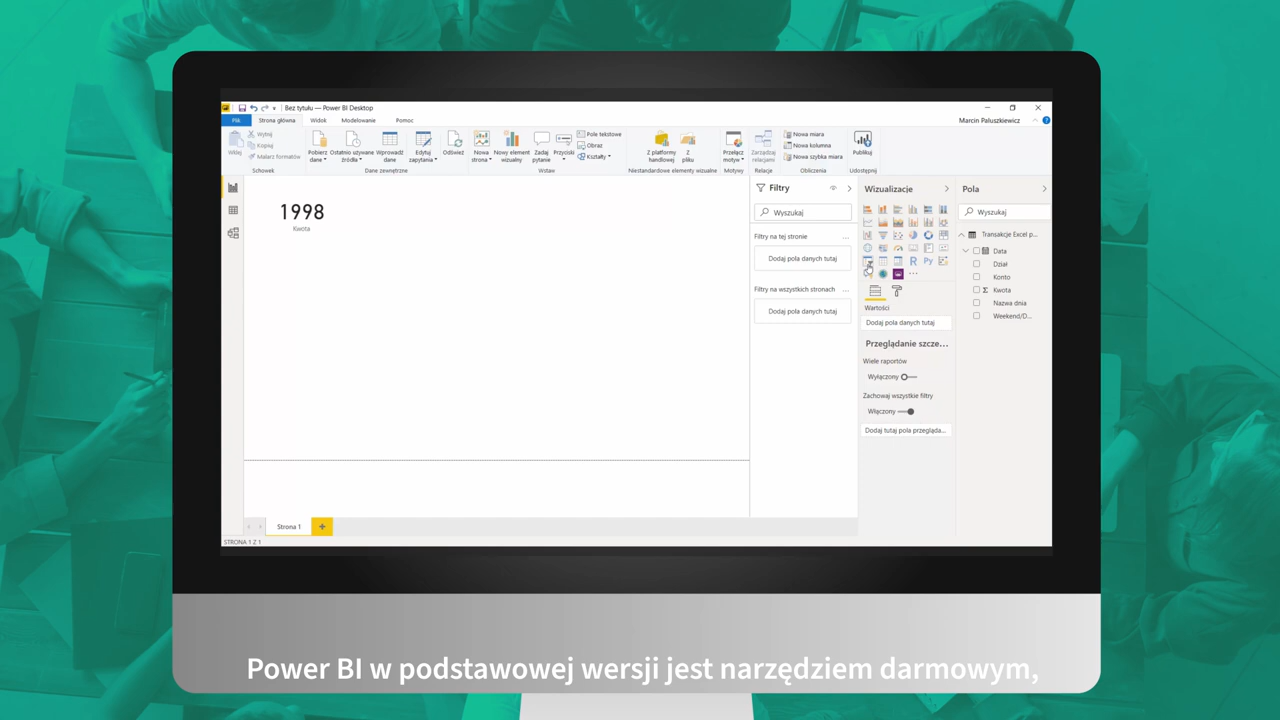 Bez tytułu — Power BI Desktop
Plik Strona główna Widok Modelowanie Pomoc
Marcin Paluszkiewicz
Wklej
Wytnij
Kopiuj
Malarz formatów
Schowek
Pobierz dane
Ostatnio używane źródła
Wprowadź dane
Edytuj zapytania
Odśwież
Dane zewnętrzne
Nowa strona
Nowy element wizualny
Zadaj pytanie
Przyciski
Pole tekstowe
Obraz
Kształty
Wstaw
Z platformy handlowej
Z pliku
Niestandardowe elementy wizualne
Przełącz motyw
Motywy
Zarządzaj relacjami
Relacje
Nowa miara
Nowa kolumna
Nowa szybka miara
Obliczenia
Publikuj
Udostępnij
1998
Kwota
Filtry
Wyszukaj
Filtry na tej stronie ...
Dodaj pola danych tutaj
Filtry na wszystkich stronach ...
Dodaj pola danych tutaj
Wizualizacje
R Py
...
Wartości
Dodaj pola danych tutaj
Przeglądanie szcze...
Wiele raportów
Wyłączony
Zachowaj wszystkie filtry
Włączony
Dodaj tutaj pola przegląda...
Pola
Wyszukaj
Transakcje Excel p...
Data
Dział
Konto
Σ Kwota
Nazwa dnia
Weekend/D...
Strona 1
STRONA 1 Z 1
Power BI w podstawowej wersji jest narzędziem darmowym,